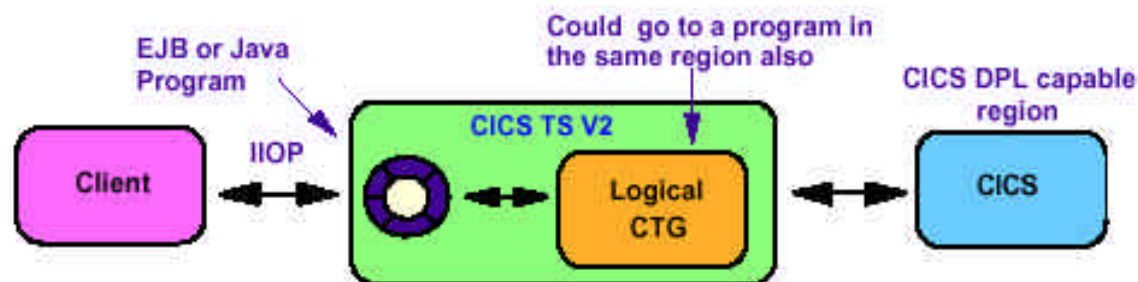 EJB or Java
Program
Could go to a program in
the same region also
CICS DPL capable
region
CICS TS V2
Client
IIOP
Logical
CTG
CICS